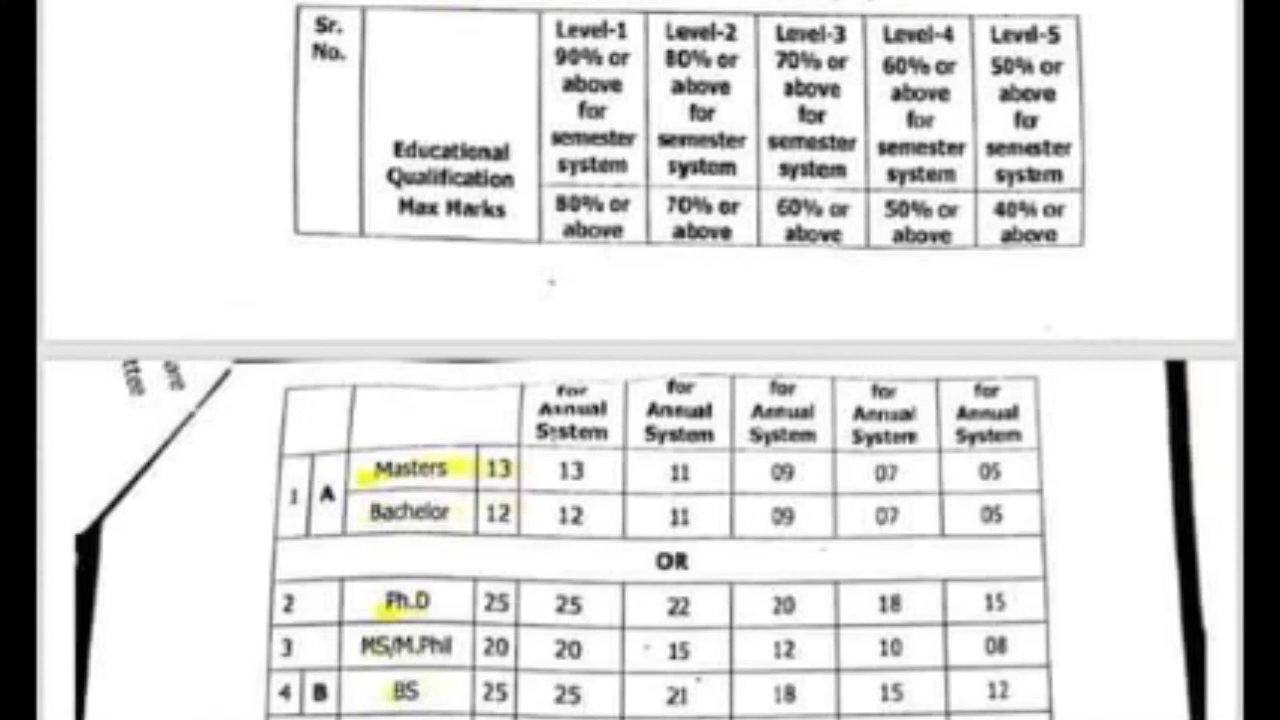 Sr. No.
Educational Qualification Max Marks
Level-1 90% or above for semester system
Level-2 80% or above for semester system
Level-3 70% or above for semester system
Level-4 60% or above for semester system
Level-5 50% or above for semester system
80% or above
70% or above
60% or above
50% or above
40% or above
ttee
are
for Annual System
for Annual System
for Annual System
for Annual System
for Annual System
1 A Masters 13 13 11 09 07 05
Bachelor 12 12 11 09 07 05
OR
2 Ph.D 25 25 22 20 18 15
3 MS/M.Phil 20 20 15 12 10 08
4 B BS 25 25 21 18 15 12